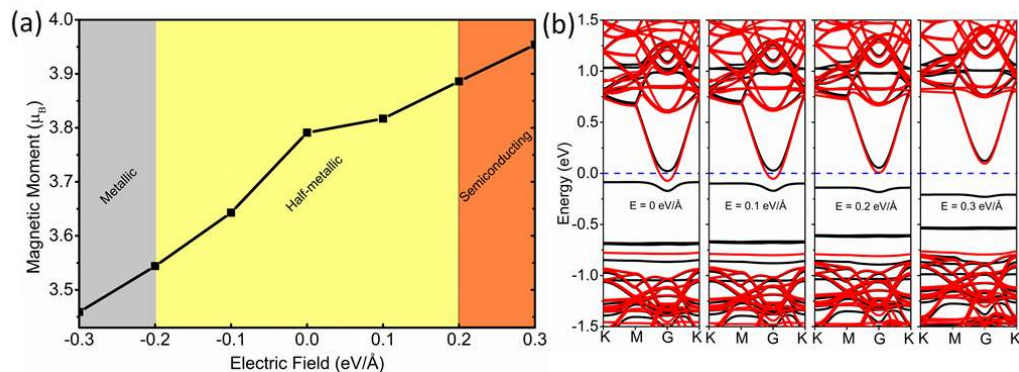 (a)
4.0
3.9
3.8
3.7
3.6
3.5
Magnetic Moment (μB)
Metallic
Half-metallic
Semiconducting
-0.3 -0.2 -0.1 0.0 0.1 0.2 0.3
Electric Field (eV/Å)
(b)
1.5
1.0
0.5
0.0
-0.5
-1.0
-1.5
Energy (eV)
E = 0 eV/Å
E = 0.1 eV/Å
E = 0.2 eV/Å
E = 0.3 eV/Å
K M G K K M G K K M G K K M G K